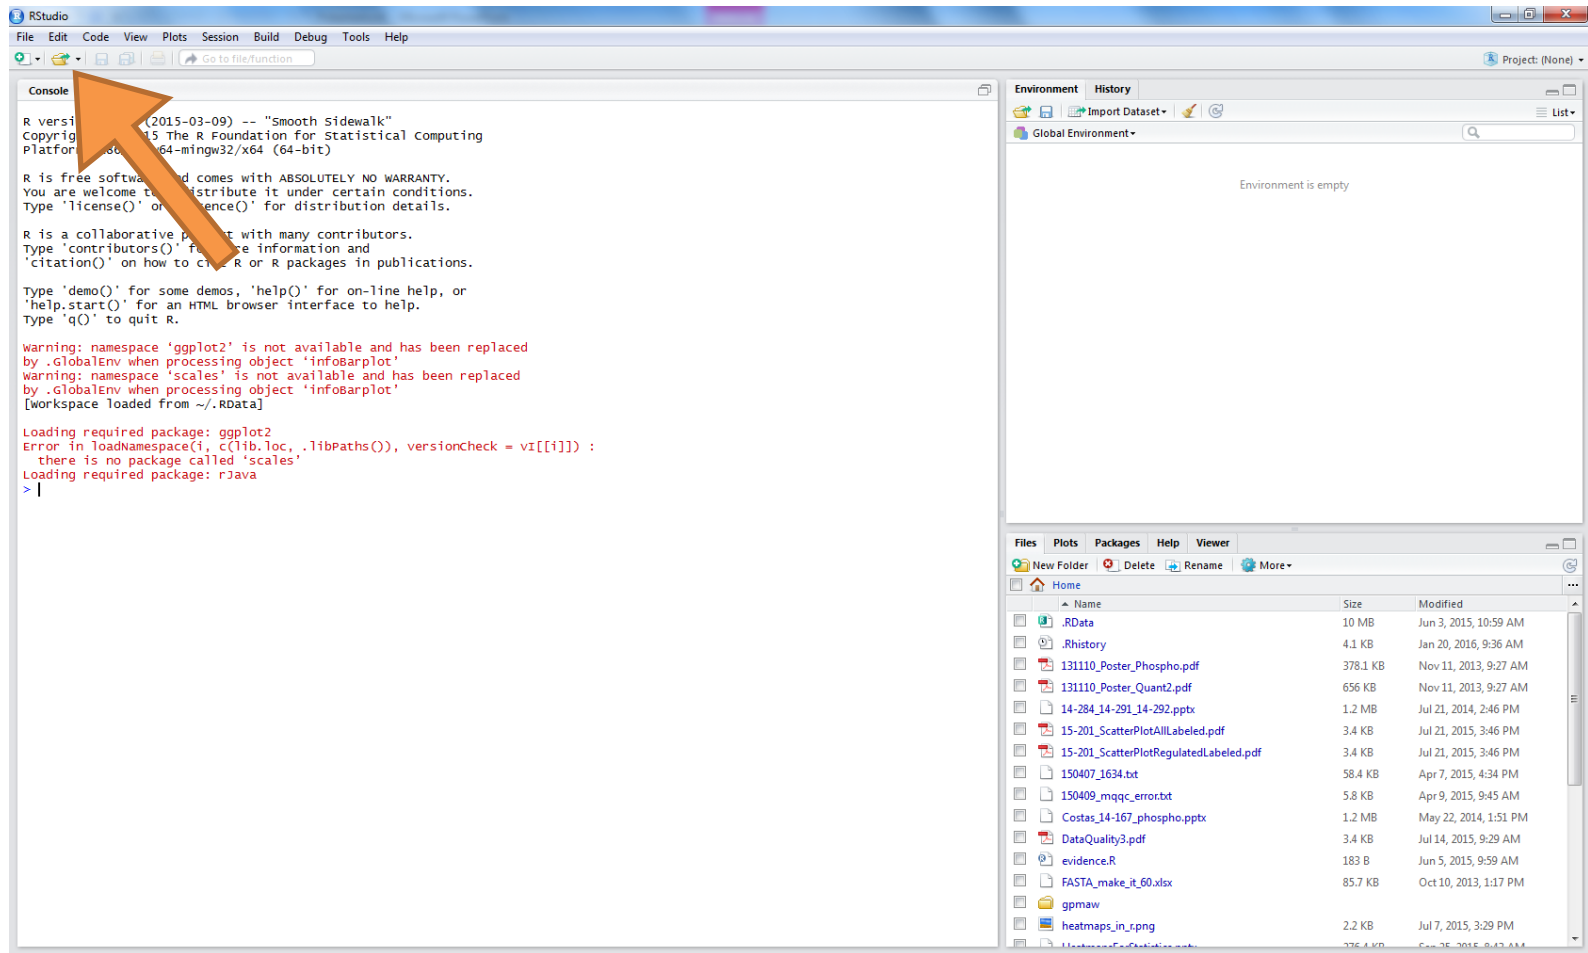 RStudio
File Edit Code View Plots Session Build Debug Tools Help
Go to file/function
Project: (None)
Console
R versi (2015-03-09) -- "Smooth Sidewalk"
Copyrig 15 The R Foundation for Statistical Computing
Platfor 64-mingw32/x64 (64-bit)
R is free softwa d comes with ABSOLUTELY NO WARRANTY.
You are welcome t istribute it under certain conditions.
Type 'license()' o ence()' for distribution details.
R is a collaborative p t with many contributors.
Type 'contributors()' f re information and
'citation()' on how to ci R or R packages in publications.
Type 'demo()' for some demos, 'help()' for on-line help, or
'help.start()' for an HTML browser interface to help.
Type 'q()' to quit R.
Warning: namespace ‘ggplot2’ is not available and has been replaced
by .GlobalEnv when processing object ‘infoBarplot’
Warning: namespace ‘scales’ is not available and has been replaced
by .GlobalEnv when processing object ‘infoBarplot’
[Workspace loaded from ~/.RData]
Loading required package: ggplot2
Error in loadNamespace(i, c(lib.loc, .libPaths()), versionCheck = vI[[i]]) :
there is no package called ‘scales’
Loading required package: rJava
>
Environment History
Import Dataset
List
Global Environment
Environment is empty
Files Plots Packages Help Viewer
New Folder Delete Rename More
Home
Name Size Modified
.RData 10 MB Jun 3, 2015, 10:59 AM
.Rhistory 4.1 KB Jan 20, 2016, 9:36 AM
131110_Poster_Phospho.pdf 378.1 KB Nov 11, 2013, 9:27 AM
131110_Poster_Quant2.pdf 656 KB Nov 11, 2013, 9:27 AM
14-284_14-291_14-292.pptx 1.2 MB Jul 21, 2014, 2:46 PM
15-201_ScatterPlotAllLabeled.pdf 3.4 KB Jul 21, 2015, 3:46 PM
15-201_ScatterPlotRegulatedLabeled.pdf 3.4 KB Jul 21, 2015, 3:46 PM
150407_1634.txt 58.4 KB Apr 7, 2015, 4:34 PM
150409_mqqc_error.txt 5.8 KB Apr 9, 2015, 9:45 AM
Costas_14-167_phospho.pptx 1.2 MB May 22, 2014, 1:51 PM
DataQuality3.pdf 3.4 KB Jul 14, 2015, 9:29 AM
evidence.R 183 B Jun 5, 2015, 9:59 AM
FASTA_make_it_60.xlsx 85.7 KB Oct 10, 2013, 1:17 PM
gpmaw
heatmaps_in_r.png 2.2 KB Jul 7, 2015, 3:29 PM